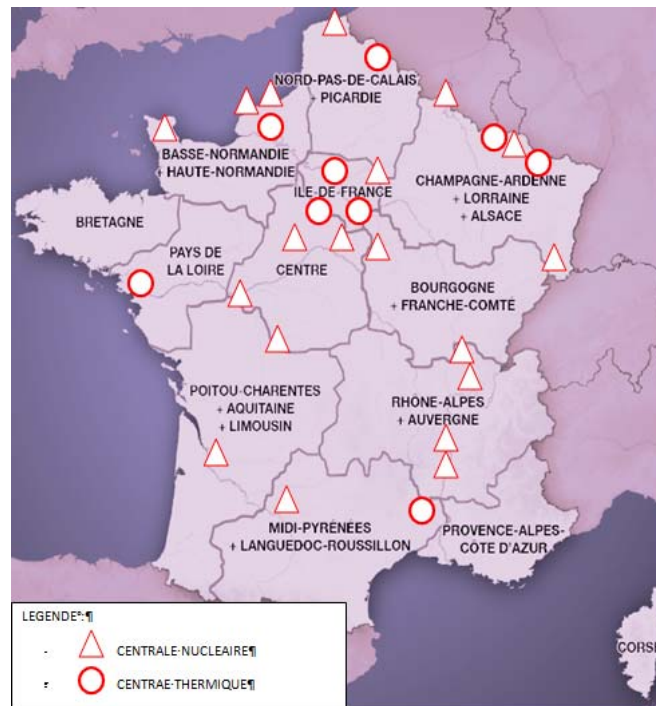 NORD-PAS-DE-CALAIS
+ PICARDIE
BASSE-NORMANDIE
+ HAUTE-NORMANDIE
ILE-DE-FRANCE
CHAMPAGNE-ARDENNE
+ LORRAINE
+ ALSACE
BRETAGNE
PAYS DE
LA LOIRE
CENTRE
BOURGOGNE
+ FRANCHE-COMTÉ
POITOU-CHARENTES
+ AQUITAINE
+ LIMOUSIN
RHÔNE-ALPES
+ AUVERGNE
MIDI-PYRÉNÉES
+ LANGUEDOC-ROUSSILLON
PROVENCE-ALPES-
CÔTE D'AZUR
CORSE
LEGENDE°:¶
- CENTRALE·NUCLEAIRE¶
- CENTRAE·THERMIQUE¶